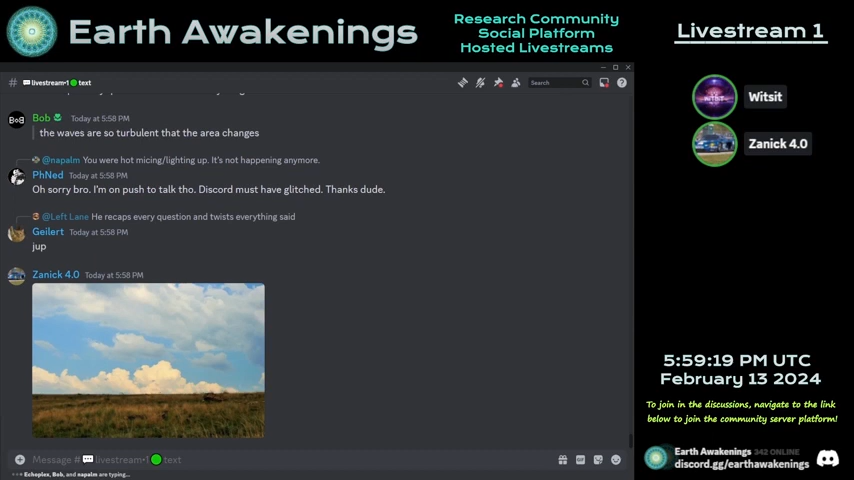 Earth Awakenings
Research Community
Social Platform
Hosted Livestreams
Livestream 1
# livestream-1 text
Search
Bob Today at 5:58 PM
the waves are so turbulent that the area changes
@napalm You were hot micing/lighting up. It's not happening anymore.
PhNed Today at 5:58 PM
Oh sorry bro. I'm on push to talk tho. Discord must have glitched. Thanks dude.
@Left Lane He recaps every question and twists everything said
Geilert Today at 5:58 PM
jup
Zanick 4.0 Today at 5:58 PM
Message # livestream-1 text
Echoplex, Bob, and napalm are typing...
BoB
WITSIT
Witsit
Zanick 4.0
5:59:19 PM UTC
February 13 2024
To join in the discussions, navigate to the link
below to join the community server platform!
Earth Awakenings 342 ONLINE
discord.gg/earthawakenings